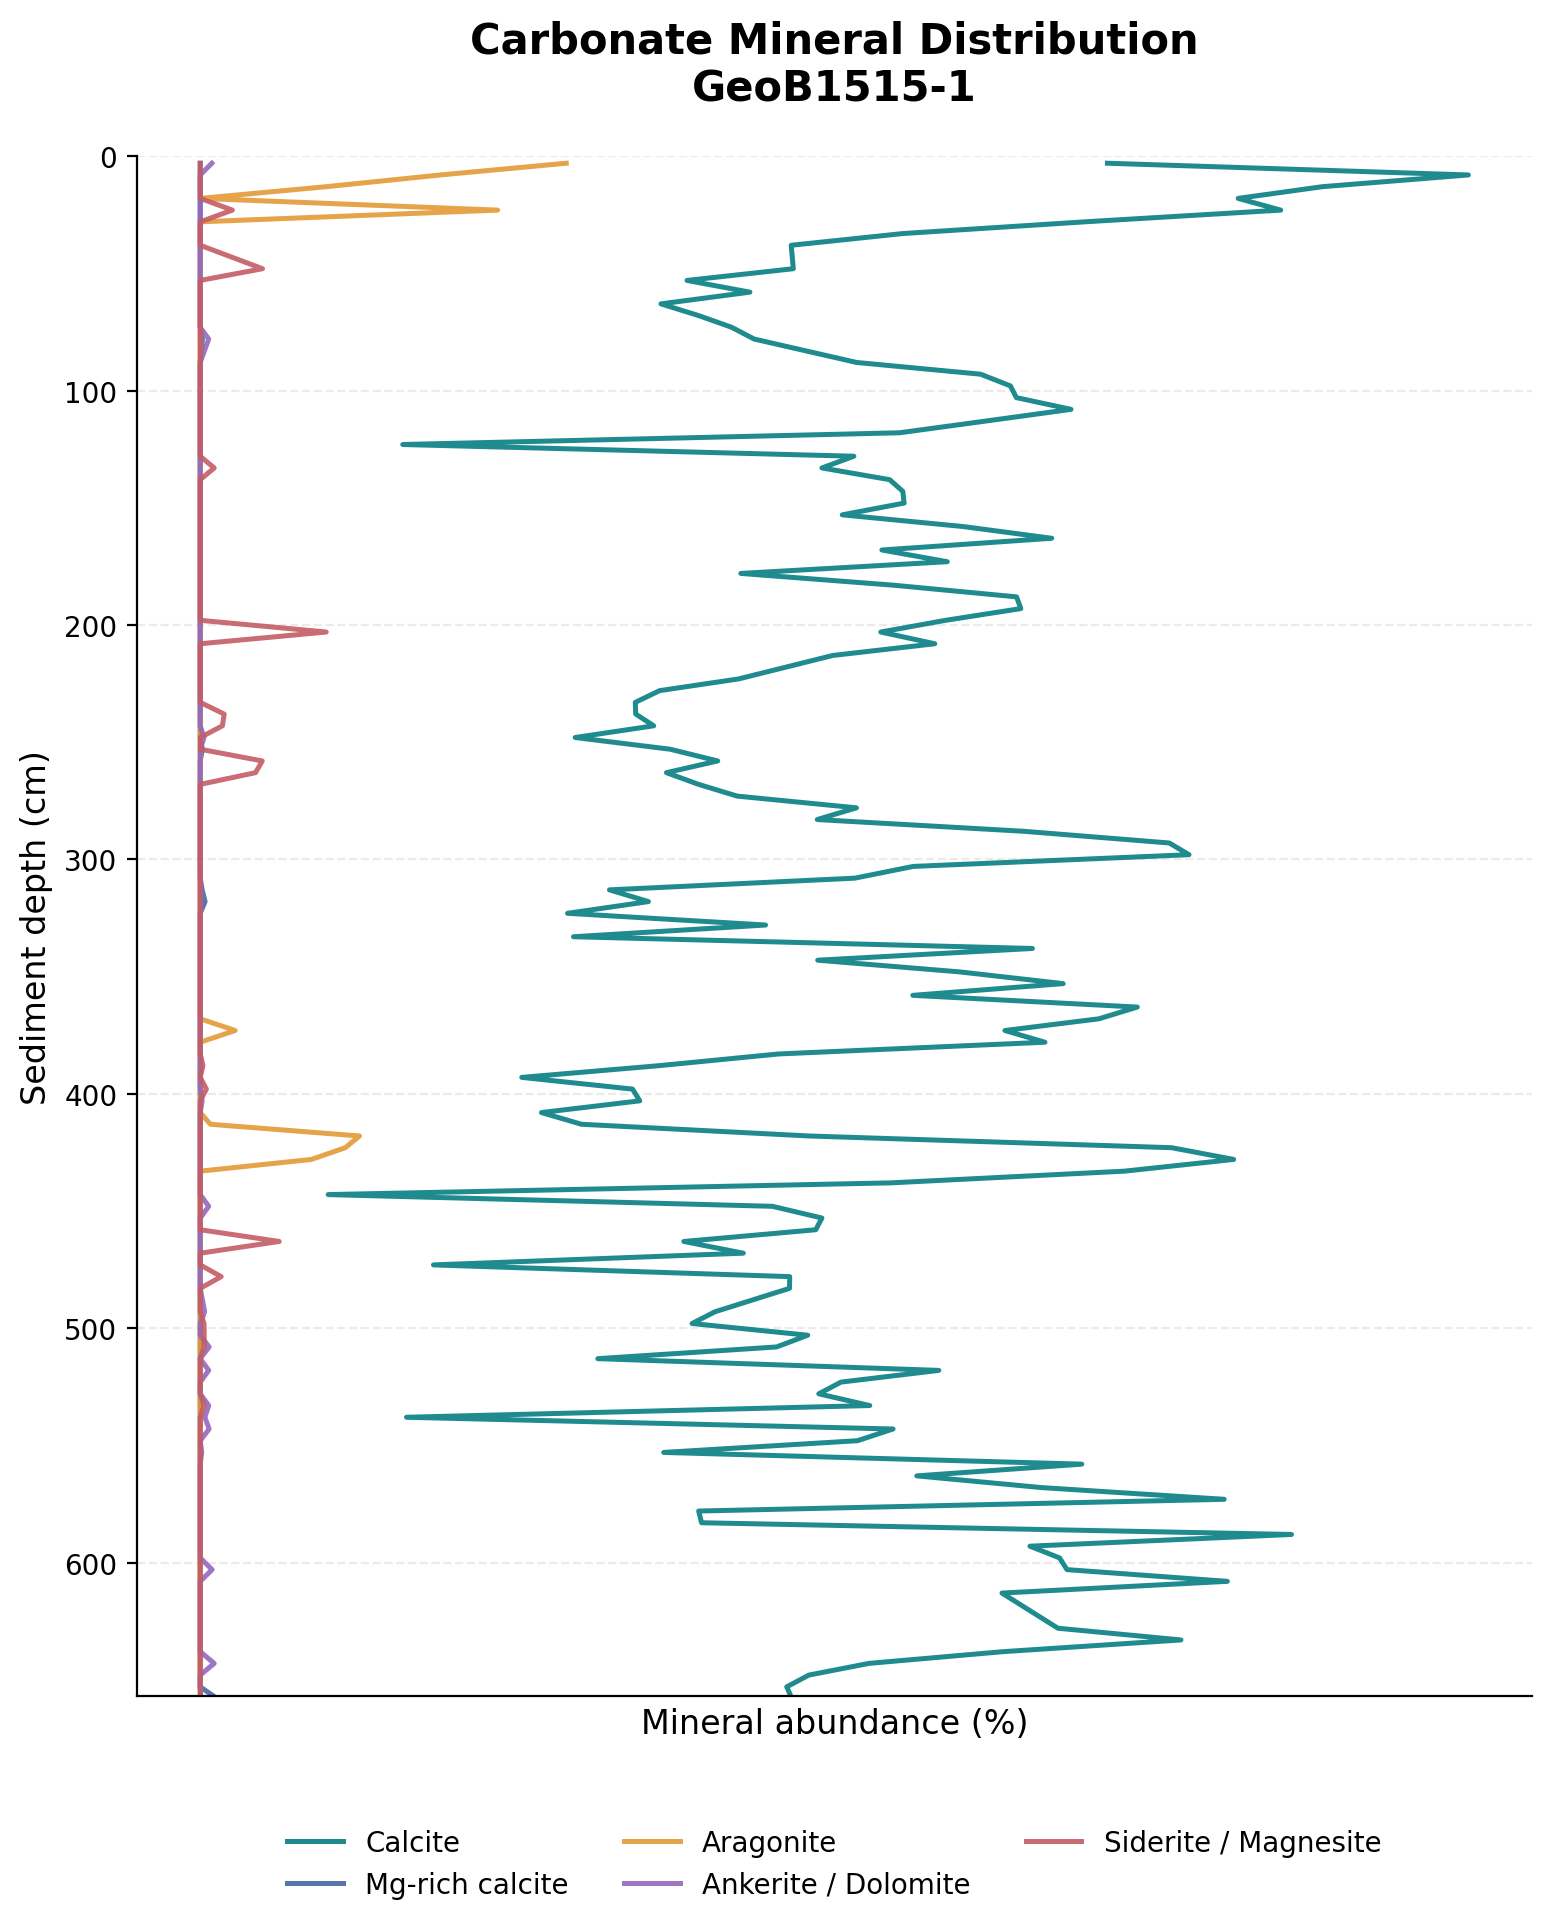 Carbonate Mineral Distribution
GeoB1515-1
0
100
200
300
400
500
600
Sediment depth (cm)
Mineral abundance (%)
Calcite
Mg-rich calcite
Aragonite
Ankerite / Dolomite
Siderite / Magnesite